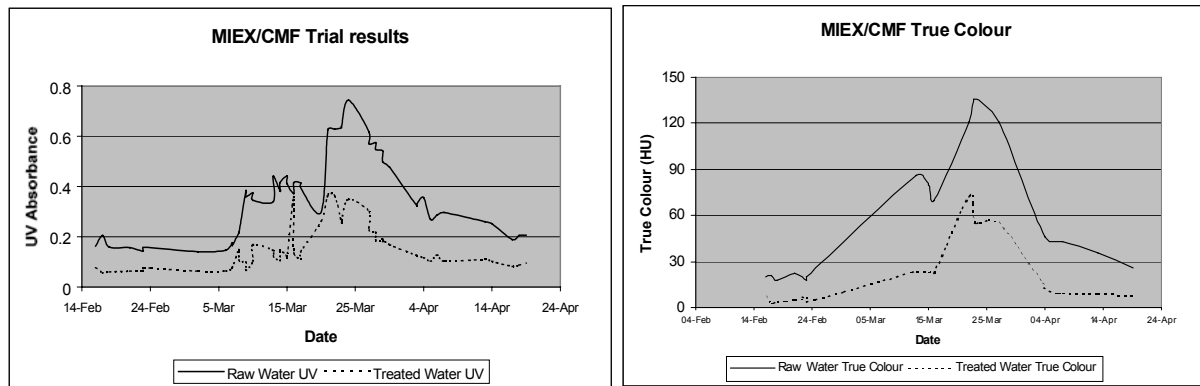 MIEX/CMF Trial results
UV Absorbance
0.8
0.6
0.4
0.2
0
14-Feb 24-Feb 5-Mar 15-Mar 25-Mar 4-Apr 14-Apr 24-Apr
Date
Raw Water UV Treated Water UV
MIEX/CMF True Colour
True Colour (HU)
150
120
90
60
30
0
04-Feb 14-Feb 24-Feb 05-Mar 15-Mar 25-Mar 04-Apr 14-Apr 24-Apr
Date
Raw Water True Colour Treated Water True Colour